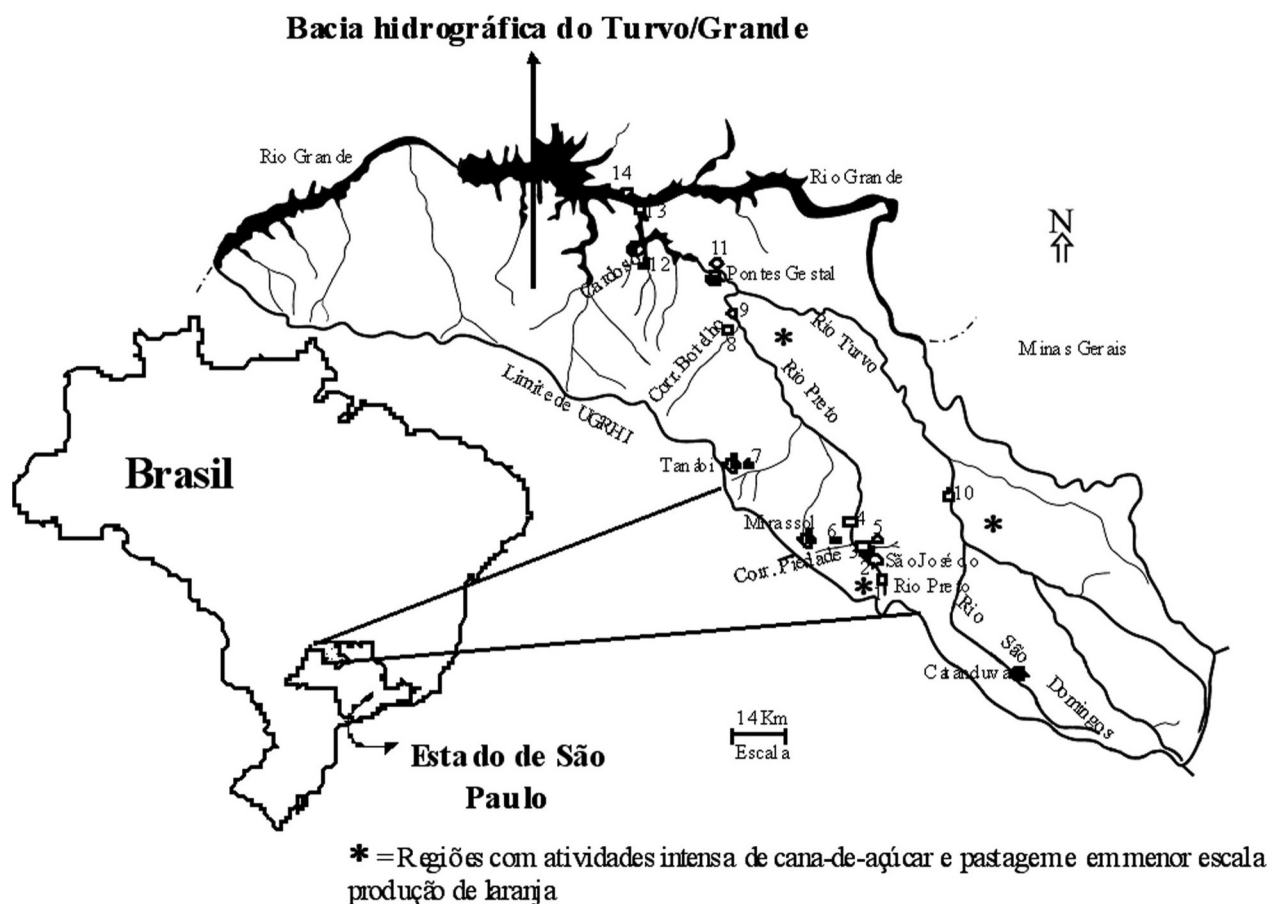 Bacia hidrográfica do Turvo/Grande
Rio Grande
14
Rio Grande
13
N
11
12
Cardoso
Pontes Gestal
9
Rio Turvo
8
Minas Gerais
Corr. Botelho
Rio Preto
Limite de UGRHI
Tanabi
7
Brasil
10
Mirassol
6
4
5
Corr. Piedade
3
São José do
2
Rio Preto
1
Rio São Domingos
Catanduva
14 Km
Escala
Estado de São
Paulo
* = Regiões com atividades intensa de cana-de-açúcar e pastagem e em menor escala
produção de laranja